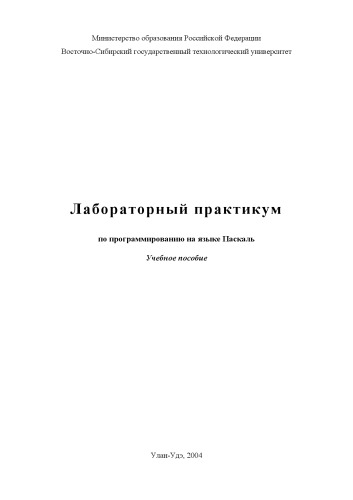 Министерство образования Российской Федерации
Восточно-Сибирский государственный технологический университет
Лабораторный практикум
по программированию на языке Паскаль
Учебное пособие
Улан-Удэ, 2004